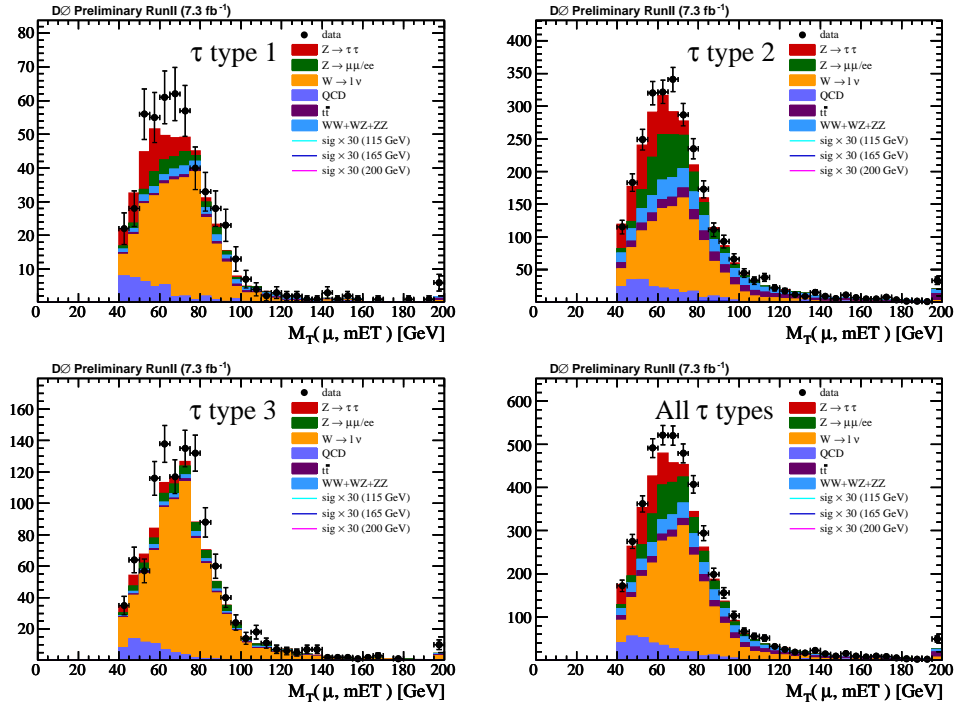 DØ Preliminary RunII (7.3 fb⁻¹)
τ type 1
data
Z → τ τ
Z → μμ/ee
W → l ν
QCD
tt̄
WW+WZ+ZZ
sig × 30 (115 GeV)
sig × 30 (165 GeV)
sig × 30 (200 GeV)
80
70
60
50
40
30
20
10
0 20 40 60 80 100 120 140 160 180 200
M_T(μ, mET) [GeV]
DØ Preliminary RunII (7.3 fb⁻¹)
τ type 2
data
Z → τ τ
Z → μμ/ee
W → l ν
QCD
tt̄
WW+WZ+ZZ
sig × 30 (115 GeV)
sig × 30 (165 GeV)
sig × 30 (200 GeV)
400
350
300
250
200
150
100
50
0 20 40 60 80 100 120 140 160 180 200
M_T(μ, mET) [GeV]
DØ Preliminary RunII (7.3 fb⁻¹)
τ type 3
data
Z → τ τ
Z → μμ/ee
W → l ν
QCD
tt̄
WW+WZ+ZZ
sig × 30 (115 GeV)
sig × 30 (165 GeV)
sig × 30 (200 GeV)
160
140
120
100
80
60
40
20
0 20 40 60 80 100 120 140 160 180 200
M_T(μ, mET) [GeV]
DØ Preliminary RunII (7.3 fb⁻¹)
All τ types
data
Z → τ τ
Z → μμ/ee
W → l ν
QCD
tt̄
WW+WZ+ZZ
sig × 30 (115 GeV)
sig × 30 (165 GeV)
sig × 30 (200 GeV)
600
500
400
300
200
100
0 20 40 60 80 100 120 140 160 180 200
M_T(μ, mET) [GeV]